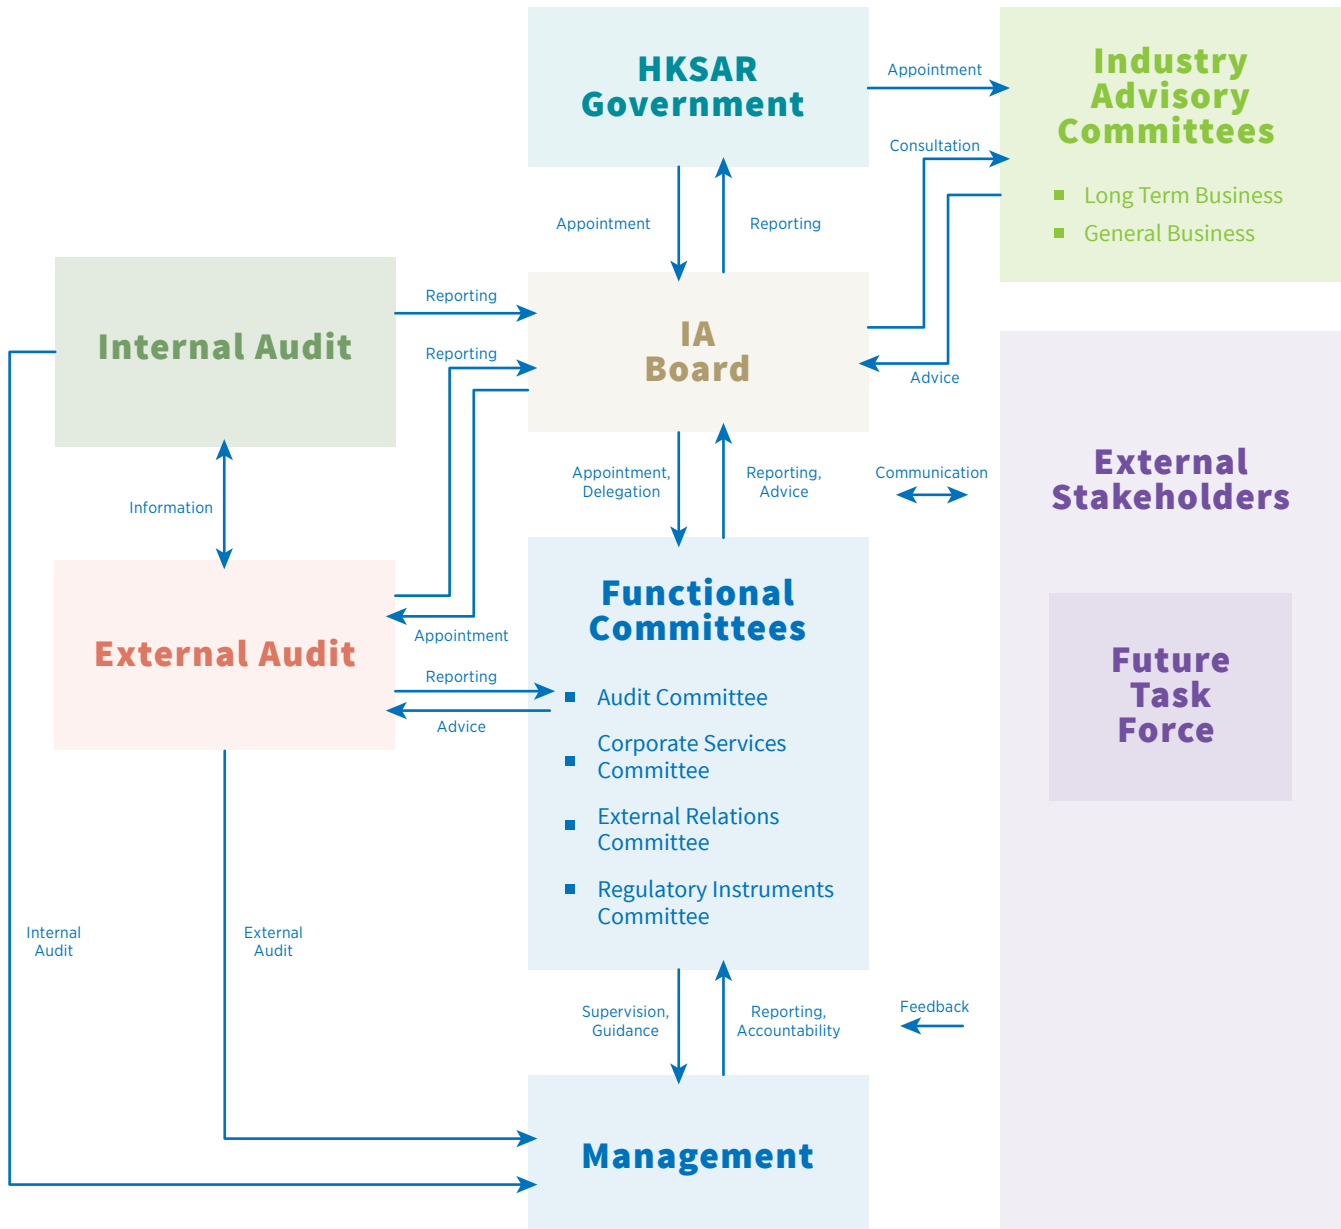 HKSAR
Government
Appointment
Industry
Advisory
Committees
Long Term Business
General Business
Consultation
Advice
Appointment
Reporting
Internal Audit
Reporting
Reporting
IA
Board
Information
Appointment,
Delegation
Reporting,
Advice
Communication
External
Stakeholders
Future
Task
Force
External Audit
Appointment
Reporting
Advice
Functional
Committees
Audit Committee
Corporate Services
Committee
External Relations
Committee
Regulatory Instruments
Committee
Internal
Audit
External
Audit
Supervision,
Guidance
Reporting,
Accountability
Feedback
Management